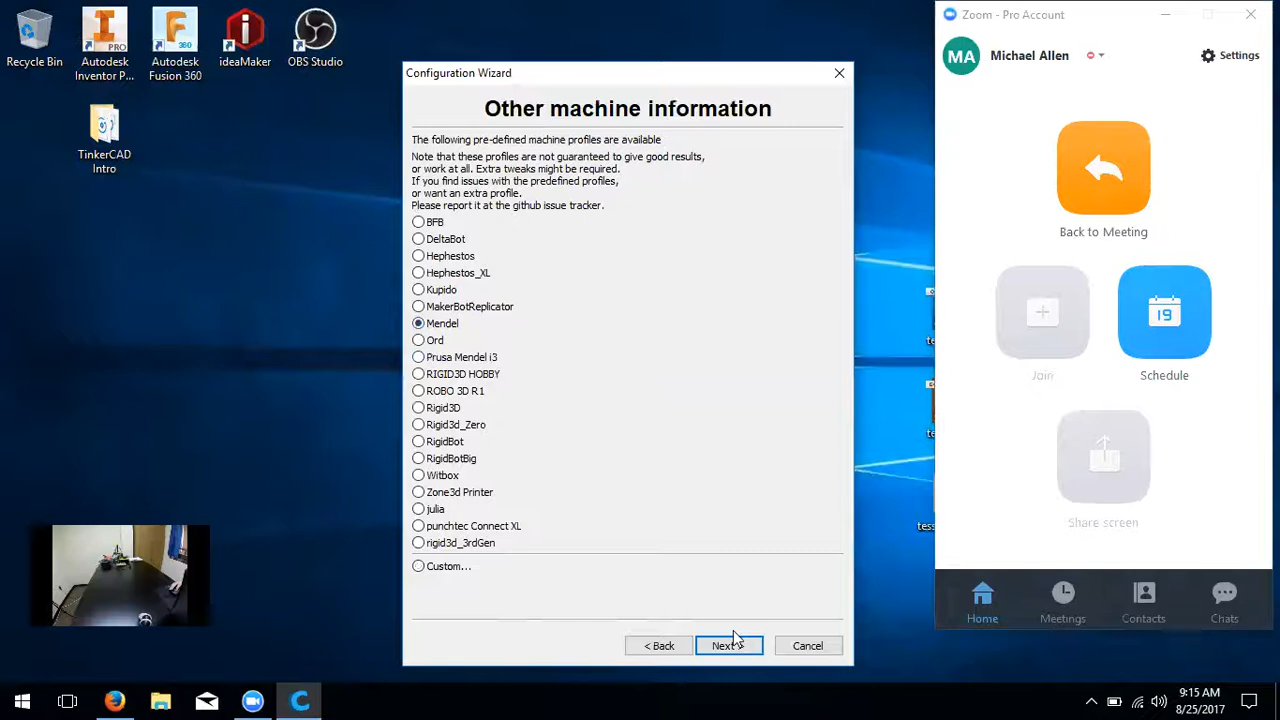 Recycle Bin
Autodesk
Inventor P...
PRO
Autodesk
Fusion 360
360
ideaMaker
OBS Studio
TinkerCAD
Intro
Configuration Wizard
Other machine information
The following pre-defined machine profiles are available
Note that these profiles are not guaranteed to give good results,
or work at all. Extra tweaks might be required.
If you find issues with the predefined profiles,
or want an extra profile.
Please report it at the github issue tracker.
BFB
DeltaBot
Hephestos
Hephestos_XL
Kupido
MakerBotReplicator
Mendel
Ord
Prusa Mendel i3
RIGID3D HOBBY
ROBO 3D R1
Rigid3D
Rigid3d_Zero
RigidBot
RigidBotBig
Witbox
Zone3d Printer
julia
punchtec Connect XL
rigid3d_3rdGen
Custom...
< Back
Next >
Cancel
te
te
tess
Zoom - Pro Account
MA
Michael Allen
Settings
Back to Meeting
Join
19
Schedule
Share screen
Home
Meetings
Contacts
Chats
9:15 AM
8/25/2017